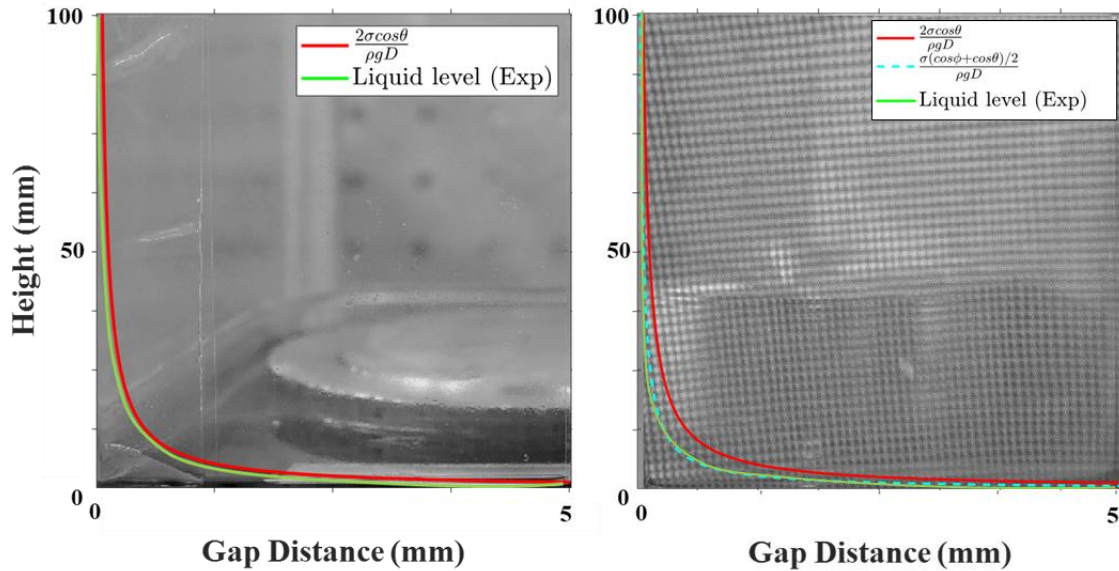 100
50
0
0
5
Height (mm)
Gap Distance (mm)
2σcosθ
ρgD
Liquid level (Exp)
100
50
0
0
5
Gap Distance (mm)
2σcosθ
ρgD
σ(cosϕ+cosθ)/2
ρgD
Liquid level (Exp)